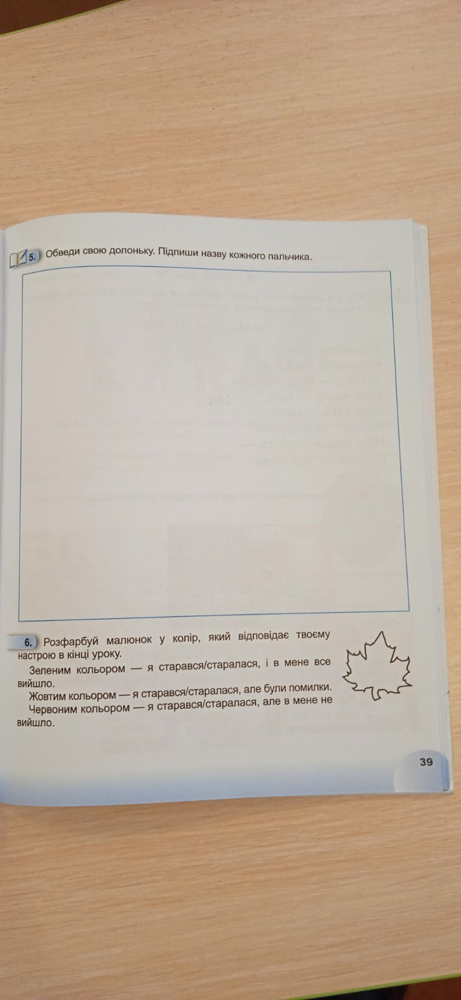 5. Обведи свою долоньку. Підпиши назву кожного пальчика.
6. Розфарбуй малюнок у колір, який відповідає твоєму
настрою в кінці уроку.
Зеленим кольором — я старався/старалася, і в мене все
вийшло.
Жовтим кольором — я старався/старалася, але були помилки.
Червоним кольором — я старався/старалася, але в мене не
вийшло.
39